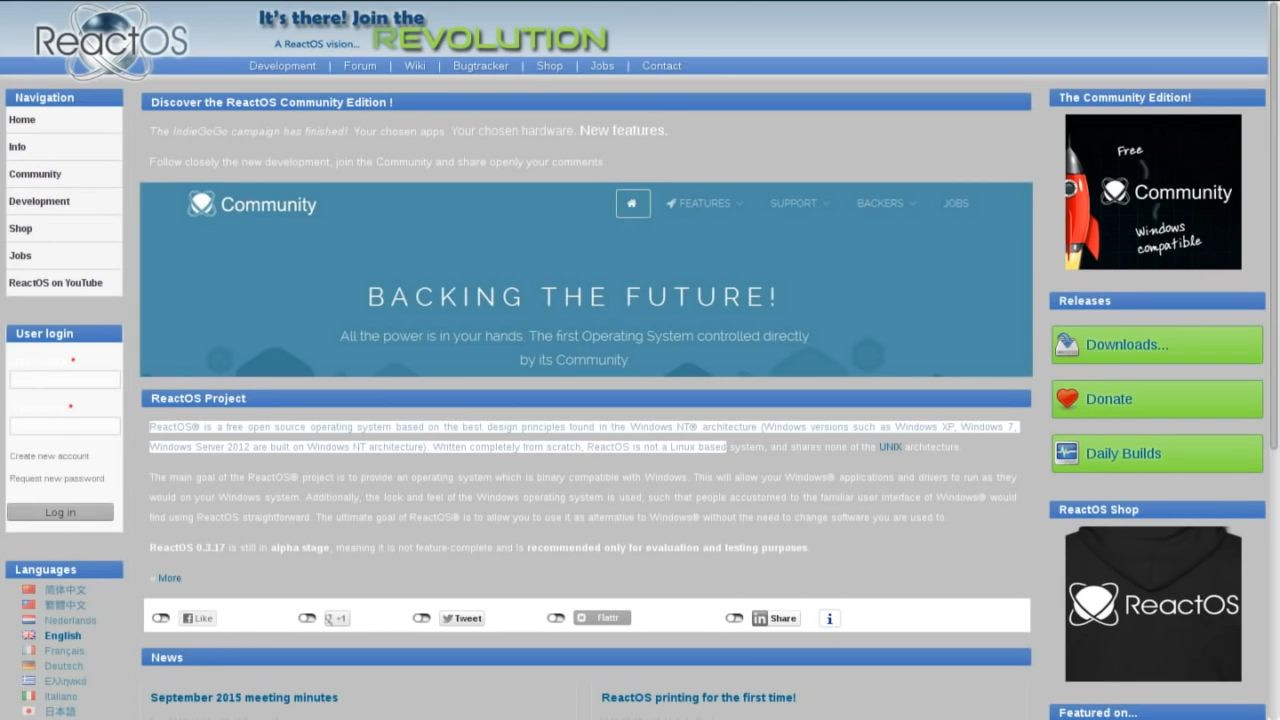 ReactOS
It's there! Join the
A ReactOS vision... REVOLUTION
Development | Forum | Wiki | Bugtracker | Shop | Jobs | Contact
Navigation
Home
Info
Community
Development
Shop
Jobs
ReactOS on YouTube
User login
*
*
Create new account
Request new password
Log in
Languages
简体中文
繁體中文
Nederlands
English
Français
Deutsch
Ελληνικά
Italiano
日本語
Discover the ReactOS Community Edition !
The IndieGoGo campaign has finished! Your chosen apps. Your chosen hardware. New features.
Follow closely the new development, join the Community and share openly your comments.
Community
FEATURES SUPPORT BACKERS JOBS
BACKING THE FUTURE!
All the power is in your hands. The first Operating System controlled directly
by its Community
ReactOS Project
ReactOS® is a free open source operating system based on the best design principles found in the Windows NT® architecture (Windows versions such as Windows XP, Windows 7,
Windows Server 2012 are built on Windows NT architecture). Written completely from scratch, ReactOS is not a Linux based system, and shares none of the UNIX architecture.
The main goal of the ReactOS® project is to provide an operating system which is binary compatible with Windows. This will allow your Windows® applications and drivers to run as they
would on your Windows system. Additionally, the look and feel of the Windows operating system is used, such that people accustomed to the familiar user interface of Windows® would
find using ReactOS straightforward. The ultimate goal of ReactOS® is to allow you to use it as alternative to Windows® without the need to change software you are used to.
ReactOS 0.3.17 is still in alpha stage, meaning it is not feature-complete and is recommended only for evaluation and testing purposes.
» More
Like
g +1
Tweet
Flattr
in Share
i
News
September 2015 meeting minutes
ReactOS printing for the first time!
The Community Edition!
Free
Community
Windows
compatible
Releases
Downloads...
Donate
Daily Builds
ReactOS Shop
ReactOS
Featured on...